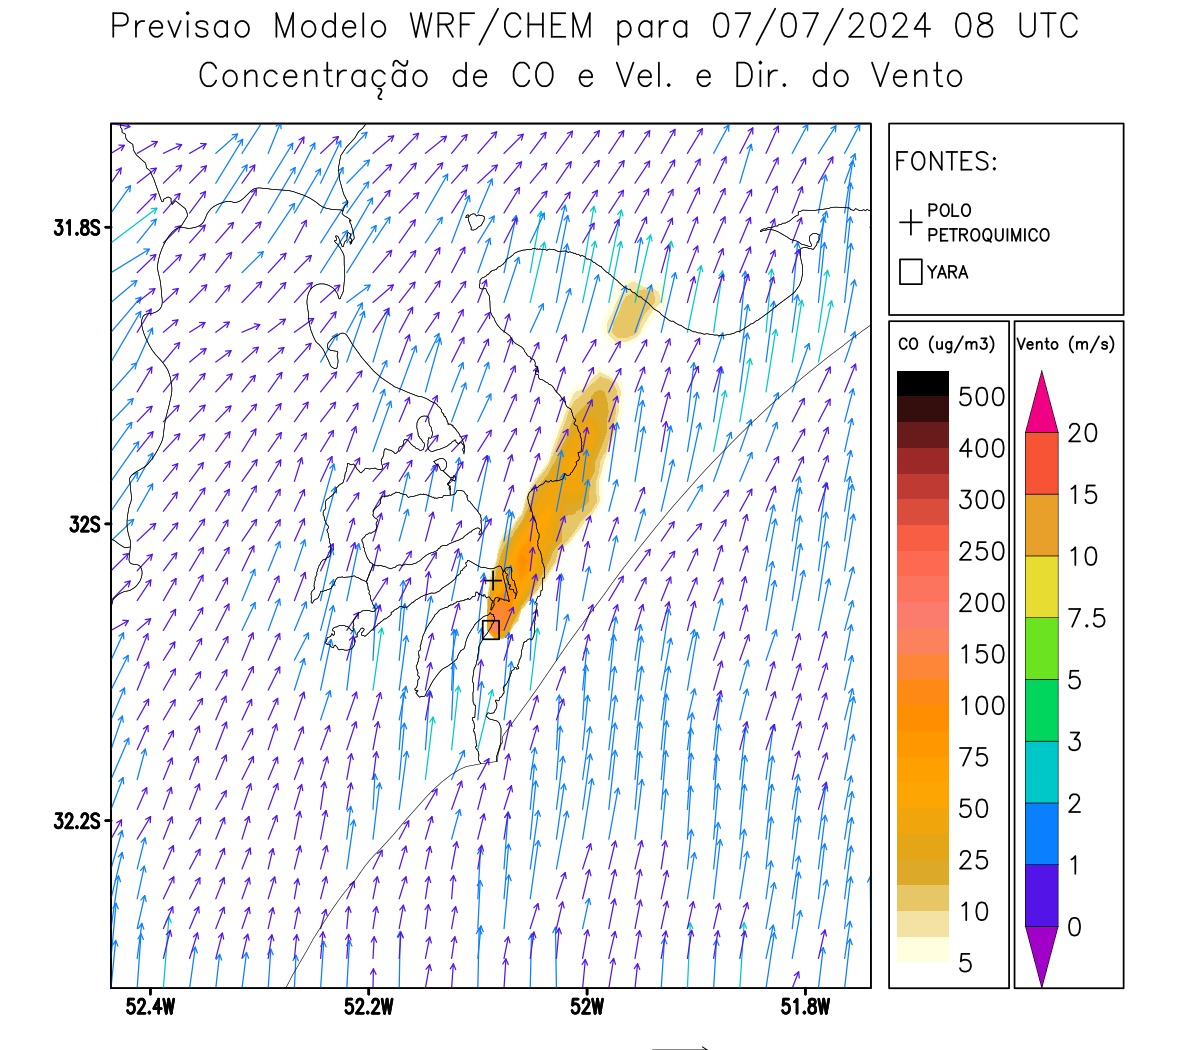 Previsao Modelo WRF/CHEM para 07/07/2024 08 UTC
Concentração de CO e Vel. e Dir. do Vento
FONTES:
POLO
PETROQUIMICO
YARA
CO (ug/m3)
500
400
300
250
200
150
100
75
50
25
10
5
Vento (m/s)
20
15
10
7.5
5
3
2
1
0
31.8S
32S
32.2S
52.4W
52.2W
52W
51.8W